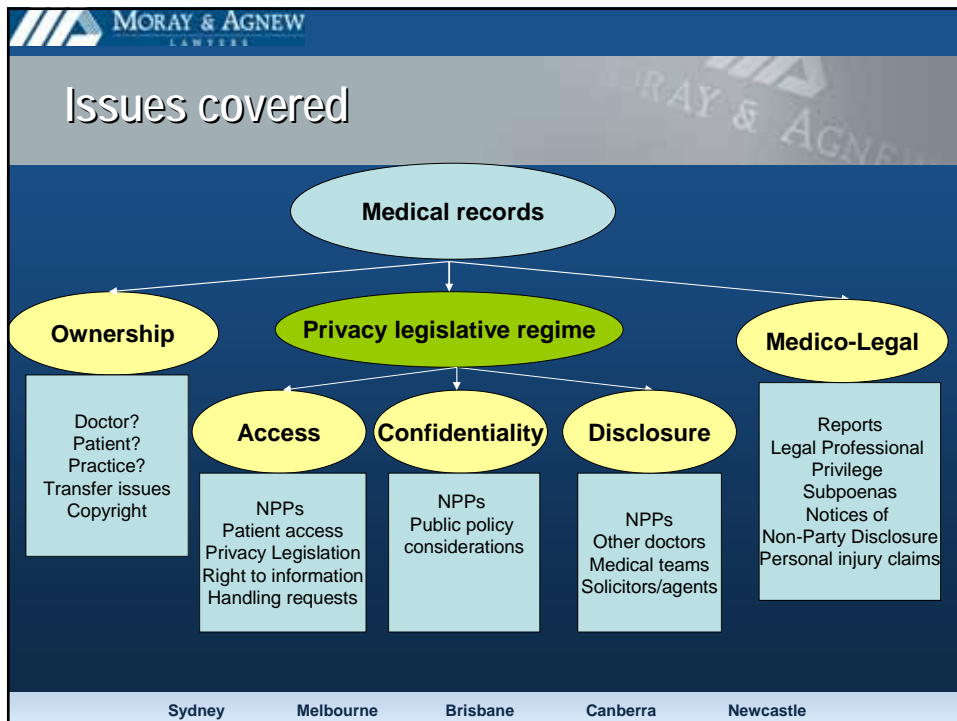 MORAY & AGNEW
LAWYERS
RAY & AGNEW
Issues covered
Medical records
Ownership
Privacy legislative regime
Medico-Legal
Doctor?
Patient?
Practice?
Transfer issues
Copyright
Access
Confidentiality
Disclosure
NPPs
Patient access
Privacy Legislation
Right to information
Handling requests
NPPs
Public policy
considerations
NPPs
Other doctors
Medical teams
Solicitors/agents
Reports
Legal Professional
Privilege
Subpoenas
Notices of
Non-Party Disclosure
Personal injury claims
Sydney Melbourne Brisbane Canberra Newcastle